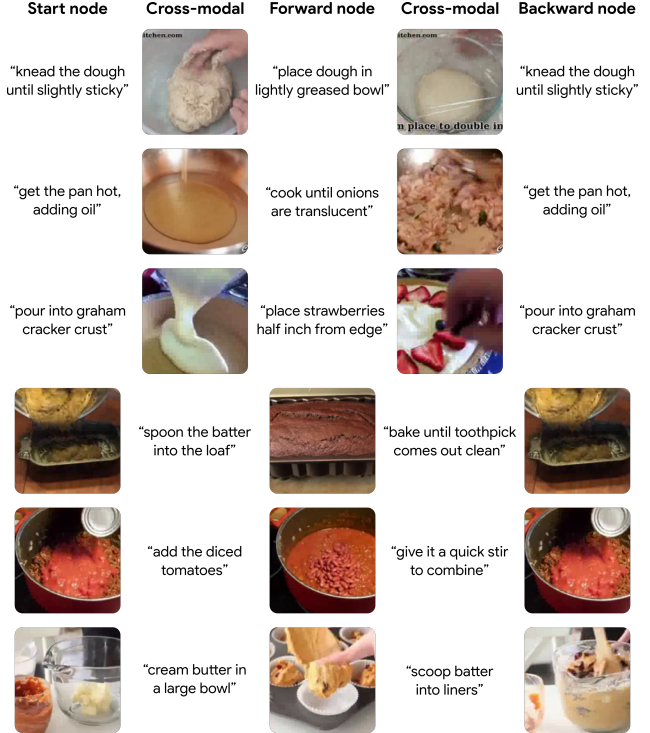 Start node
Cross-modal
Forward node
Cross-modal
Backward node
“knead the dough
until slightly sticky”
itchen.com
“place dough in
lightly greased bowl”
itchen.com
n place to double in
“knead the dough
until slightly sticky”
“get the pan hot,
adding oil”
“cook until onions
are translucent”
“get the pan hot,
adding oil”
“pour into graham
cracker crust”
“place strawberries
half inch from edge”
“pour into graham
cracker crust”
“spoon the batter
into the loaf”
“bake until toothpick
comes out clean”
“add the diced
tomatoes”
“give it a quick stir
to combine”
“cream butter in
a large bowl”
“scoop batter
into liners”